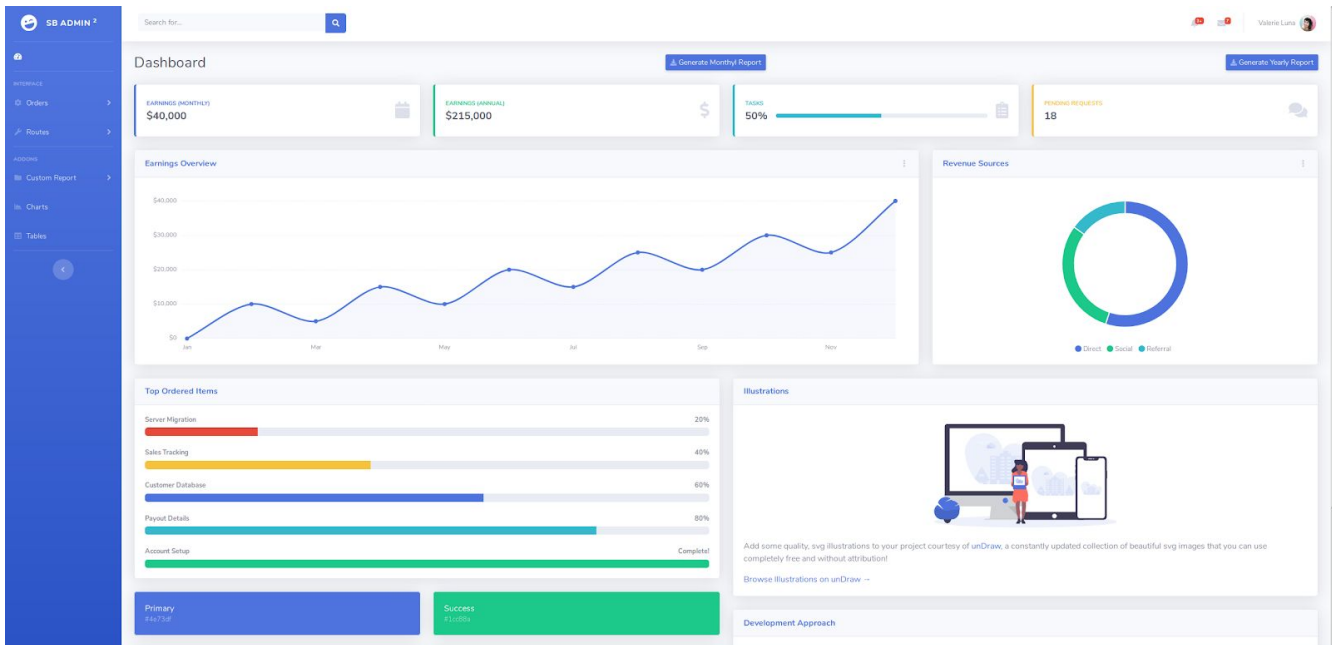 SB ADMIN 2
Search for...
3+
7
Valerie Luna
INTERFACE
Orders
Routes
ADDONS
Custom Report
Charts
Tables
Dashboard
Generate Monthyl Report
Generate Yearly Report
EARNINGS (MONTHLY)
$40,000
EARNINGS (ANNUAL)
$215,000
TASKS
50%
PENDING REQUESTS
18
Earnings Overview
$40,000
$30,000
$20,000
$10,000
$0
Jan Mar May Jul Sep Nov
Revenue Sources
Direct Social Referral
Top Ordered Items
Server Migration 20%
Sales Tracking 40%
Customer Database 60%
Payout Details 80%
Account Setup Complete!
Primary
#4e73df
Success
#1cc88a
Illustrations
Add some quality, svg illustrations to your project courtesy of unDraw, a constantly updated collection of beautiful svg images that you can use
completely free and without attribution!
Browse Illustrations on unDraw →
Development Approach